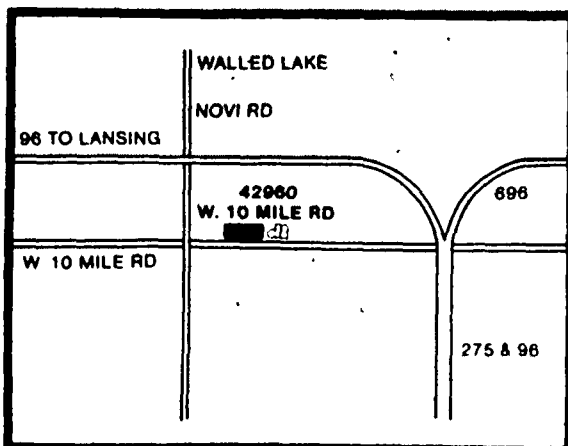 WALLED LAKE
NOVI RD
96 TO LANSING
42960
W. 10 MILE RD
696
W 10 MILE RD
275 & 96